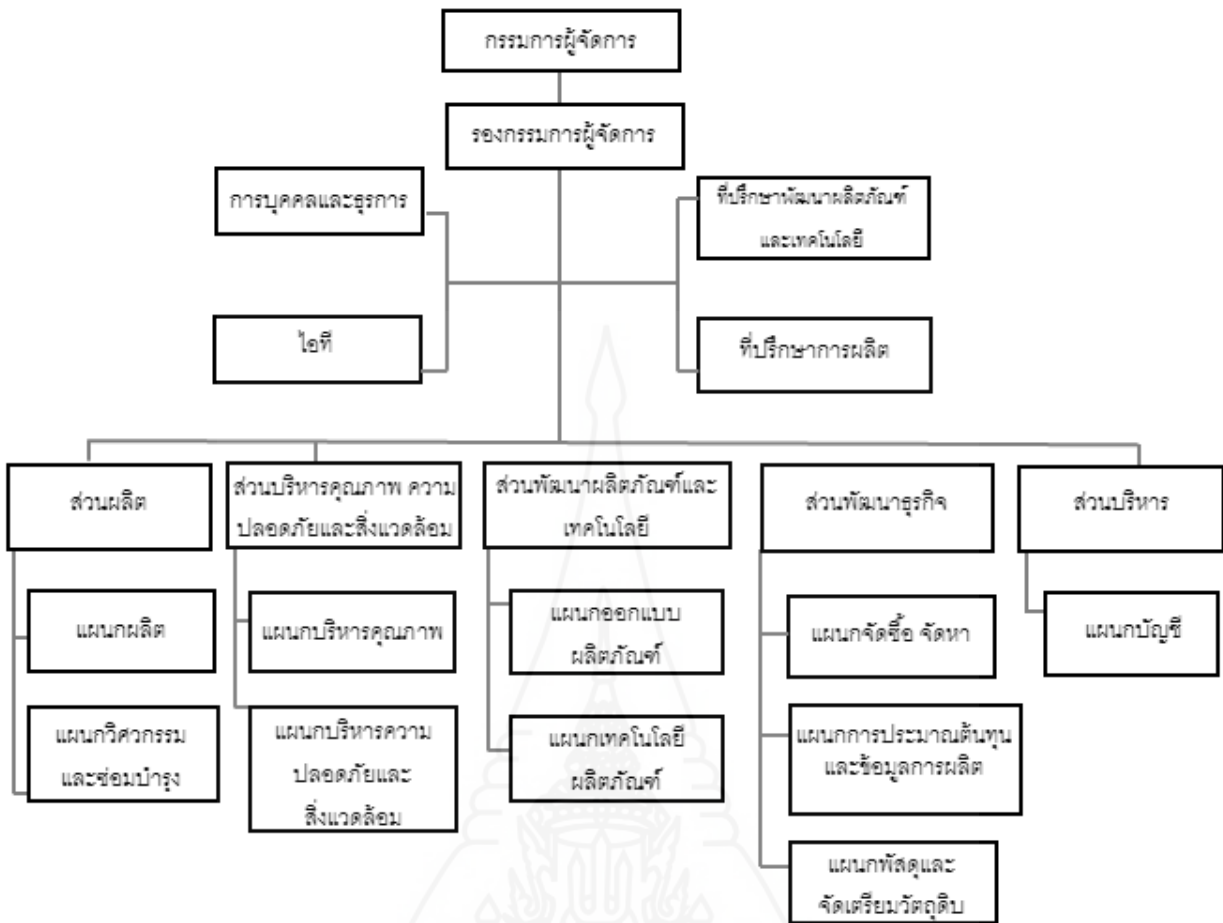 กรรมการผู้จัดการ
รองกรรมการผู้จัดการ
การบุคคลและธุรการ
ที่ปรึกษาพัฒนาผลิตภัณฑ์
และเทคโนโลยี
ไอที
ที่ปรึกษาการผลิต
ส่วนผลิต
ส่วนบริหารคุณภาพ ความ
ปลอดภัยและสิ่งแวดล้อม
ส่วนพัฒนาผลิตภัณฑ์และ
เทคโนโลยี
ส่วนพัฒนาธุรกิจ
ส่วนบริหาร
แผนกผลิต
แผนกบริหารคุณภาพ
แผนกออกแบบ
ผลิตภัณฑ์
แผนกจัดซื้อ จัดหา
แผนกบัญชี
แผนกวิศวกรรม
และซ่อมบำรุง
แผนกบริหารความ
ปลอดภัยและ
สิ่งแวดล้อม
แผนกเทคโนโลยี
ผลิตภัณฑ์
แผนกการประมาณต้นทุน
และข้อมูลการผลิต
แผนกพัสดุและ
จัดเตรียมวัตถุดิบ